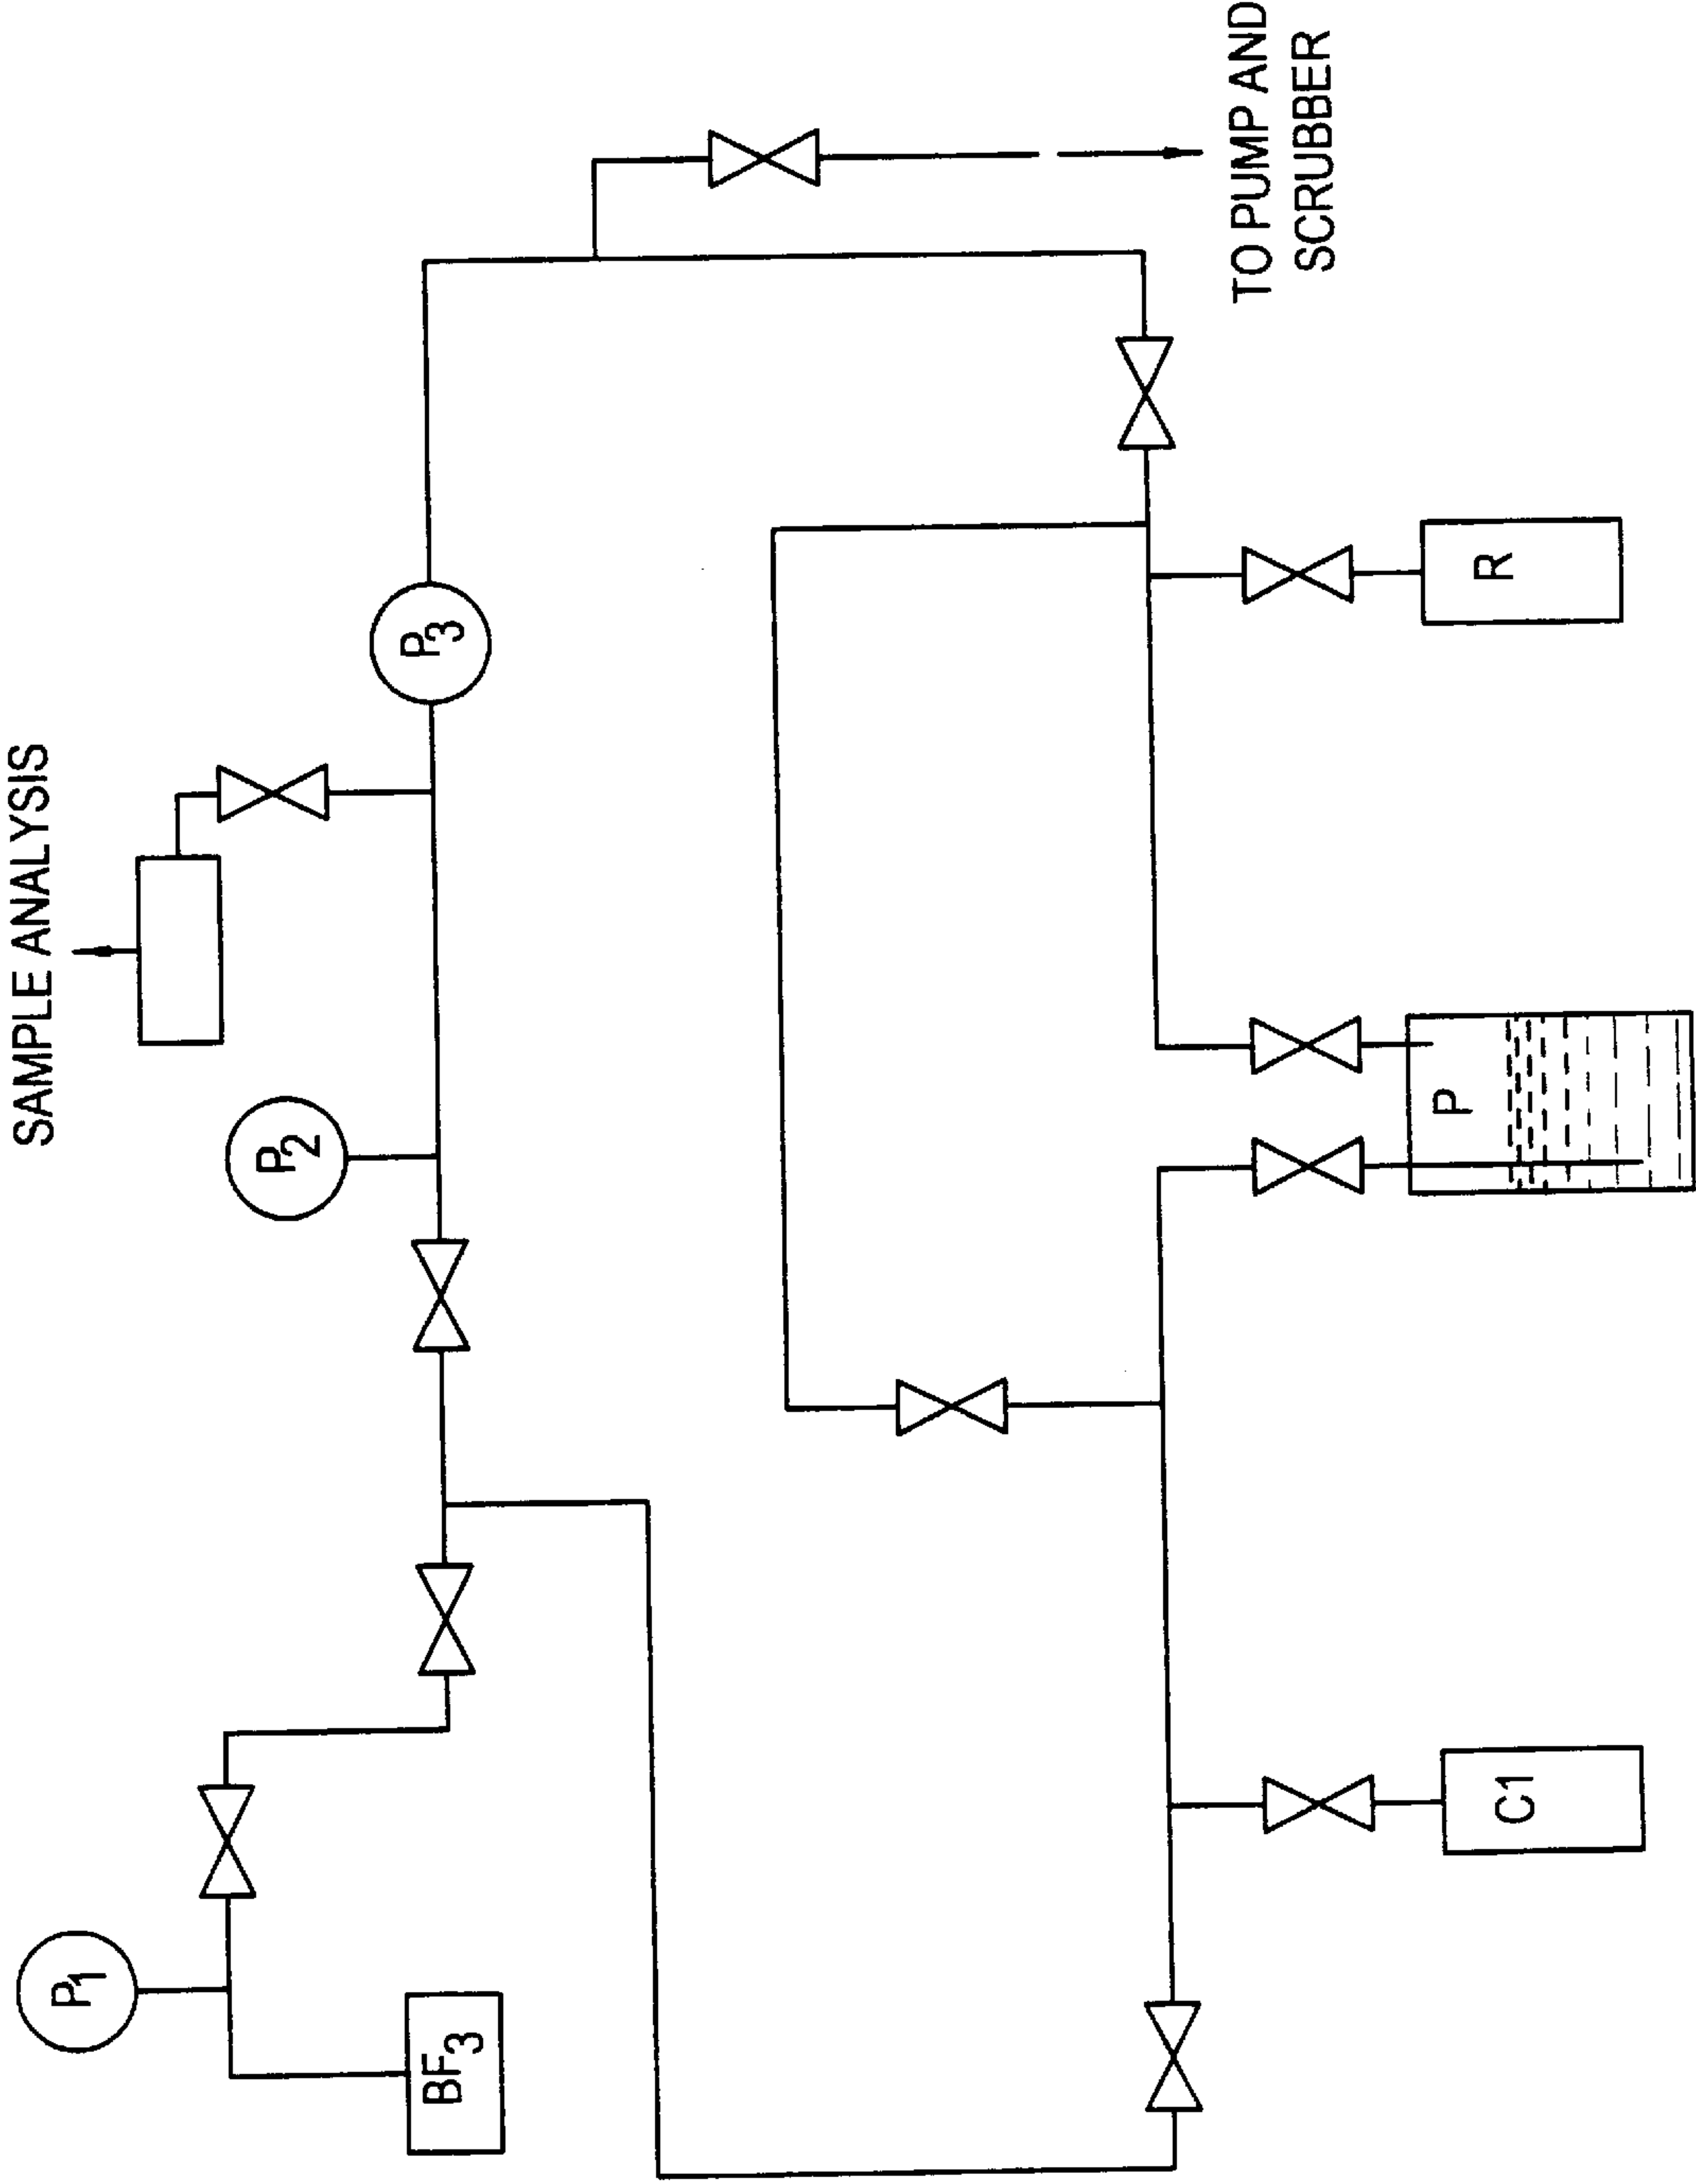 SAMPLE ANALYSIS
P1
P2
P3
BF3
TO PUMP AND
SCRUBBER
C1
P
R